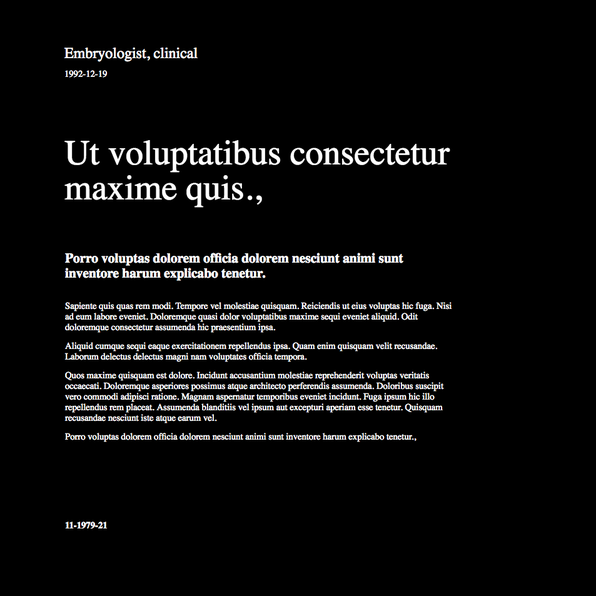 Embryologist, clinical
1992-12-19
Ut voluptatibus consectetur
maxime quis.,
Porro voluptas dolorem officia dolorem nesciunt animi sunt
inventore harum explicabo tenetur.
Sapiente quis quas rem modi. Tempore vel molestiae quisquam. Reiciendis ut eius voluptas hic fuga. Nisi
ad eum labore eveniet. Doloremque quasi dolor voluptatibus maxime sequi eveniet aliquid. Odit
doloremque consectetur assumenda hic praesentium ipsa.
Aliquid cumque sequi eaque exercitationem repellendus ipsa. Quam enim quisquam velit recusandae.
Laborum delectus delectus magni nam voluptates officia tempora.
Quos maxime quisquam est dolore. Incidunt accusantium molestiae reprehenderit voluptas veritatis
occaecati. Doloremque asperiores possimus atque architecto perferendis assumenda. Doloribus suscipit
vero commodi adipisci ratione. Magnam aspernatur temporibus eveniet incidunt. Fuga ipsum hic illo
repellendus rem placeat. Assumenda blanditiis vel ipsum aut excepturi aperiam esse tenetur. Quisquam
recusandae nesciunt iste atque earum vel.
Porro voluptas dolorem officia dolorem nesciunt animi sunt inventore harum explicabo tenetur.,
11-1979-21